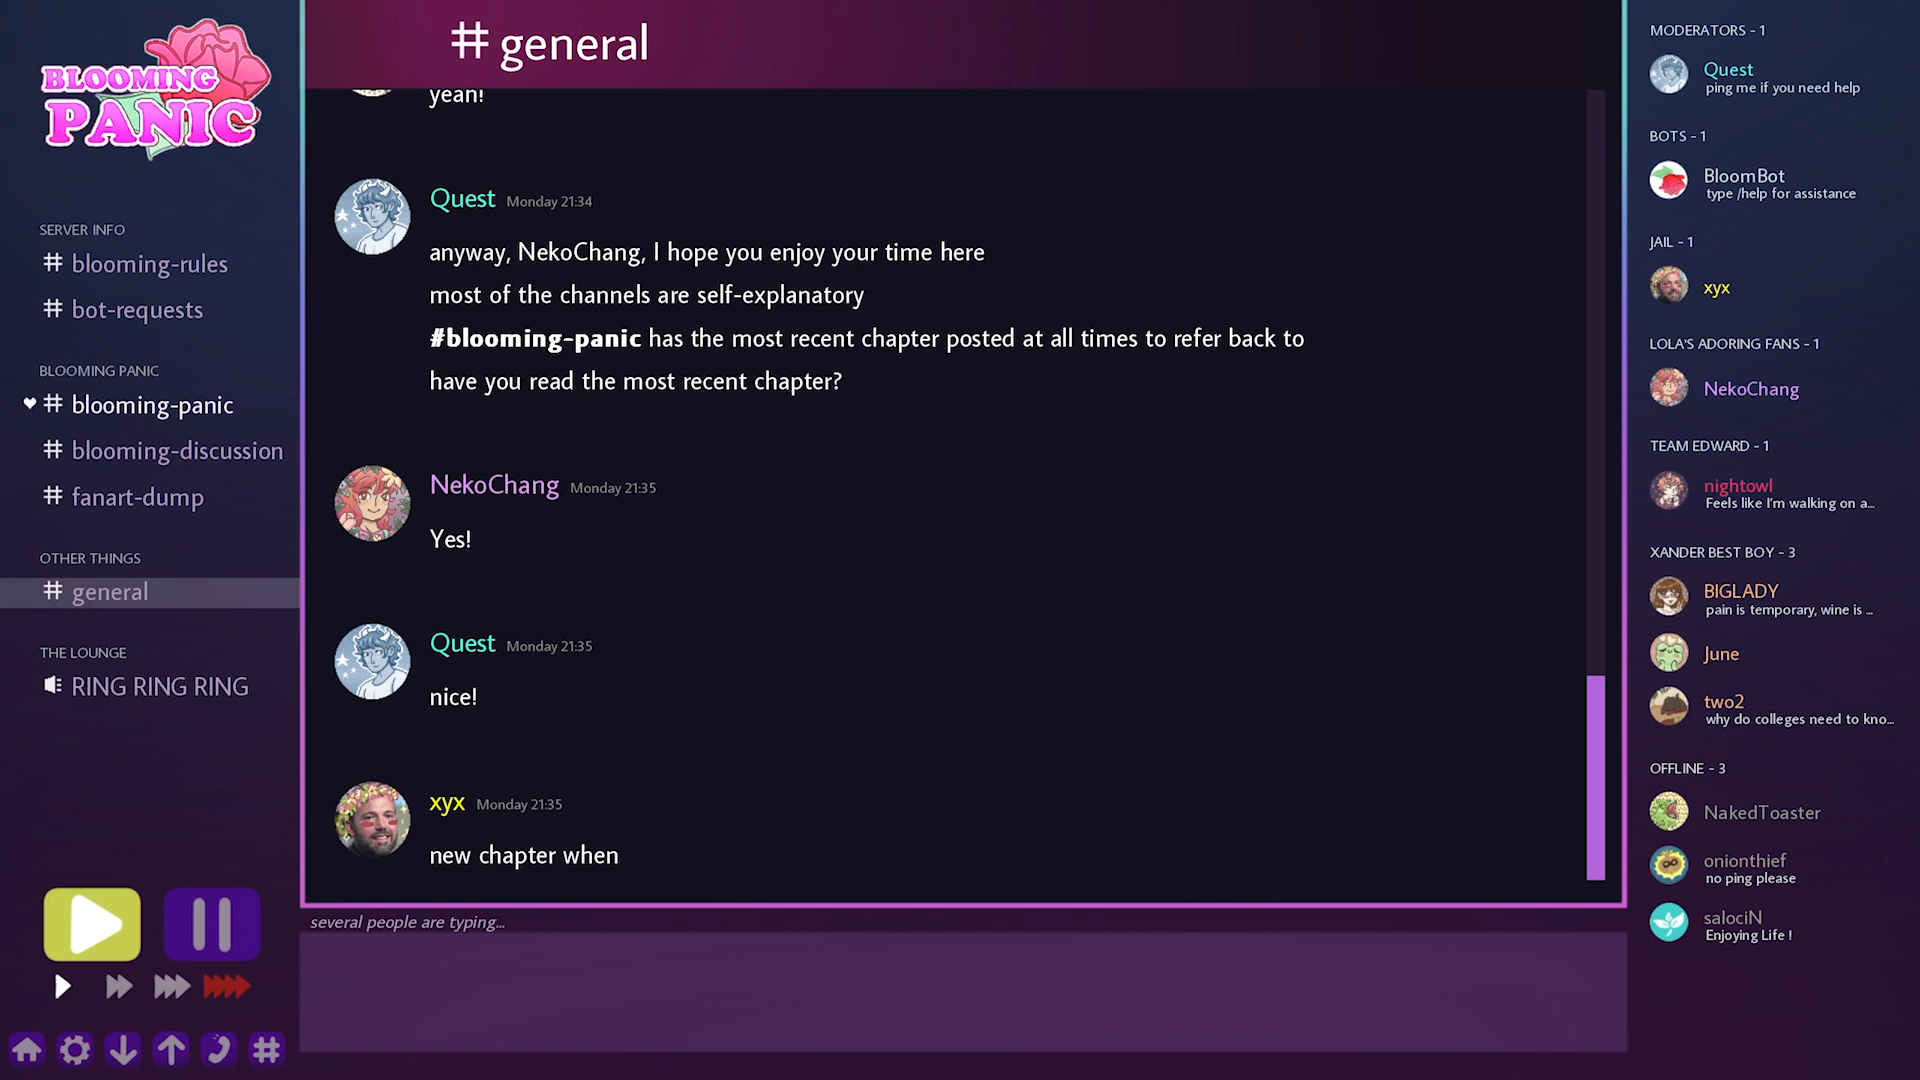 BLOOMING
PANIC
SERVER INFO
# blooming-rules
# bot-requests
BLOOMING PANIC
# blooming-panic
# blooming-discussion
# fanart-dump
OTHER THINGS
# general
THE LOUNGE
RING RING RING
# general
yeah!
Quest Monday 21:34
anyway, NekoChang, I hope you enjoy your time here
most of the channels are self-explanatory
#blooming-panic has the most recent chapter posted at all times to refer back to
have you read the most recent chapter?
NekoChang Monday 21:35
Yes!
Quest Monday 21:35
nice!
xyx Monday 21:35
new chapter when
several people are typing...
MODERATORS - 1
Quest
ping me if you need help
BOTS - 1
BloomBot
type /help for assistance
JAIL - 1
xyx
LOLA'S ADORING FANS - 1
NekoChang
TEAM EDWARD - 1
nightowl
Feels like I'm walking on a...
XANDER BEST BOY - 3
BIGLADY
pain is temporary, wine is ...
June
two2
why do colleges need to kno...
OFFLINE - 3
NakedToaster
onionthief
no ping please
salociN
Enjoying Life !